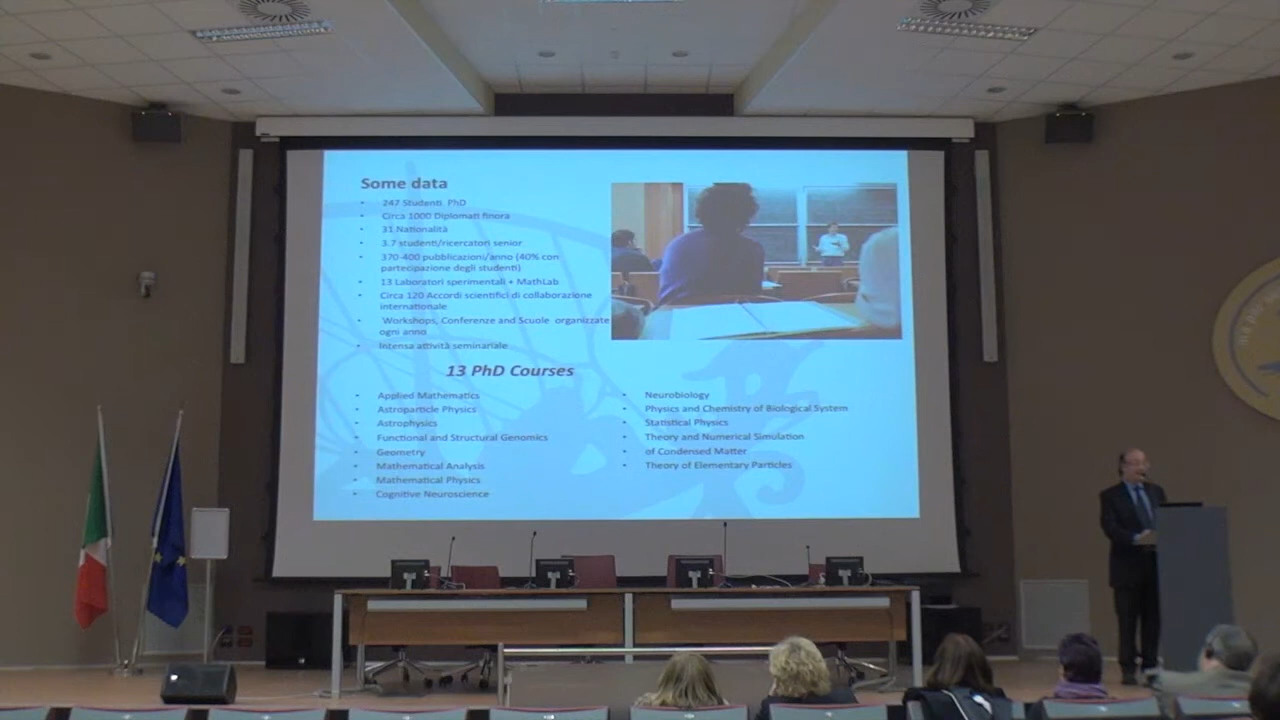 Some data
• 247 Studenti PhD
• Circa 1000 Diplomati finora
• 31 Nationalità
• 3.7 studenti/ricercatori senior
• 370-400 pubblicazioni/anno (40% con
partecipazione degli studenti)
• 13 Laboratori sperimentali + MathLab
• Circa 120 Accordi scientifici di collaborazione
internationale
• Workshops, Conferenze and Scuole organizzate
ogni anno
• Intensa attività seminariale
13 PhD Courses
• Applied Mathematics
• Astroparticle Physics
• Astrophysics
• Functional and Structural Genomics
• Geometry
• Mathematical Analysis
• Mathematical Physics
• Cognitive Neuroscience
• Neurobiology
• Physics and Chemistry of Biological System
• Statistical Physics
• Theory and Numerical Simulation
• of Condensed Matter
• Theory of Elementary Particles